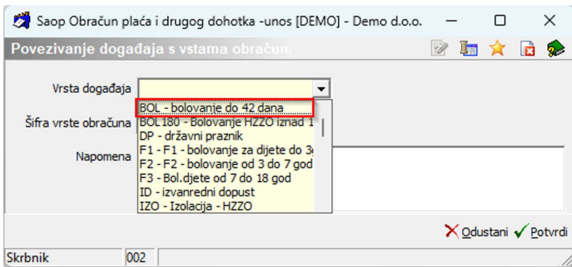 Saop Obračun plaća i drugog dohotka -unos [DEMO] - Demo d.o.o.
Povezivanje događaja s vstama obračun.
Vrsta događaja
BOL - bolovanje do 42 dana
Šifra vrste obračuna
BOL180 - Bolovanje HZZO iznad 1
DP - državni praznik
Napomena
F1 - F1 - bolovanje za dijete do 3
F2 - F2 - bolovanje od 3 do 7 god
F3 - Bol.djete od 7 do 18 god
ID - izvanredni dopust
IZO - Izolacija - HZZO
Odustani Potvrdi
Skrbnik 002